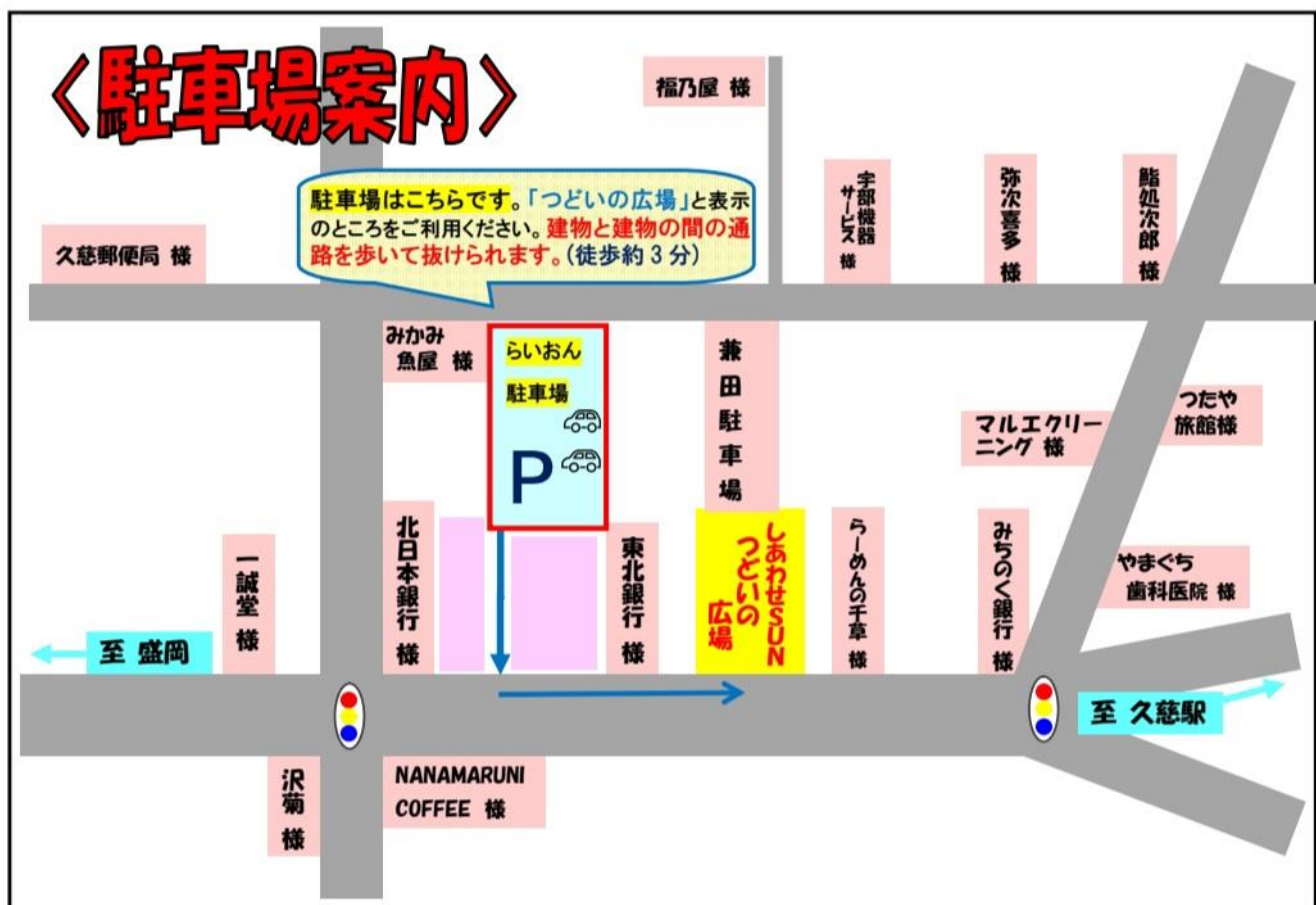 〈駐車場案内〉
福乃屋 様
駐車場はこちらです。「つどいの広場」と表示
のところをご利用ください。建物と建物の間の通
路を歩いて抜けられます。(徒歩約3分)
宇部機器
サービス 様
弥次喜多 様
鮨処次郎 様
久慈郵便局 様
みかみ
魚屋 様
らいおん
駐車場
P
兼田駐車場
マルエクリー
ニング 様
つたや
旅館様
一誠堂 様
北日本銀行 様
東北銀行 様
しあわせSUN
つどいの
広場
らーめんの千草 様
みちのく銀行 様
やまぐち
歯科医院 様
至 盛岡
至 久慈駅
沢菊 様
NANAMARUNI
COFFEE 様